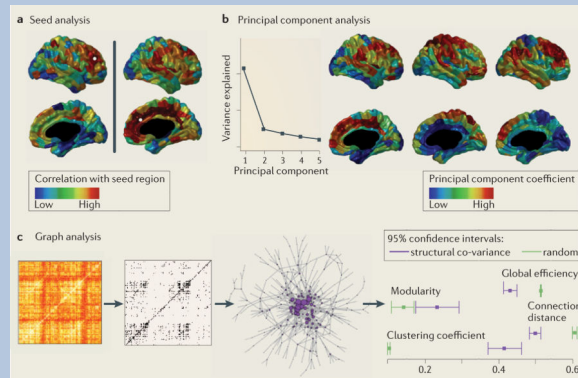 a Seed analysis
Correlation with seed region
Low High
b Principal component analysis
Variance explained
1 2 3 4 5
Principal component
Principal component coefficient
Low High
c Graph analysis
95% confidence intervals:
structural co-variance random
Global efficiency
Modularity
Connection
distance
Clustering coefficient
0.2 0.4 0.6